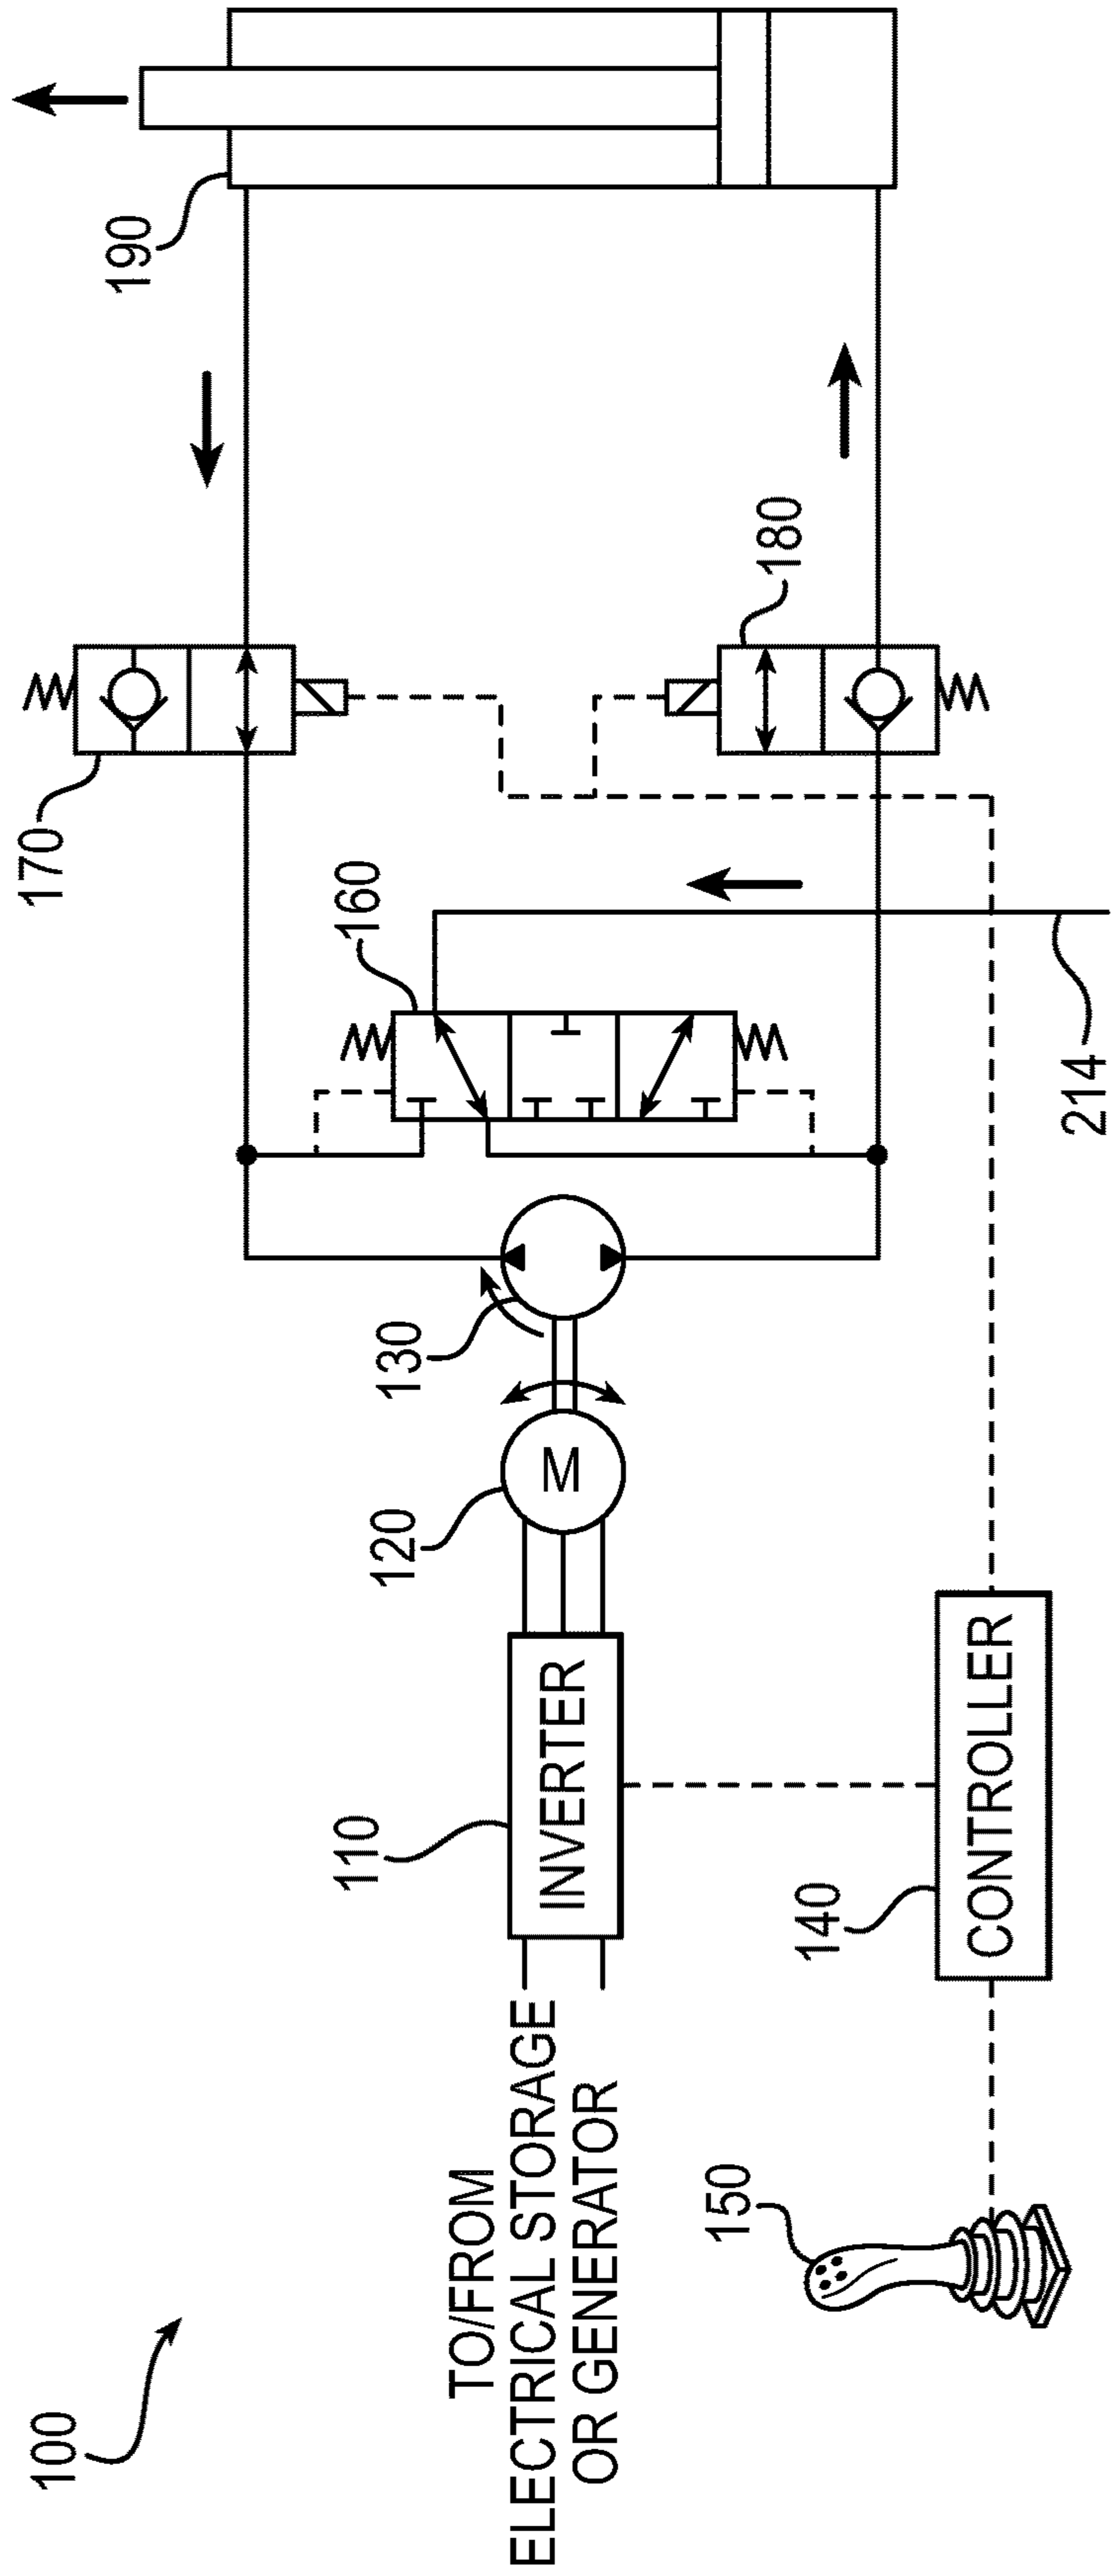 100
TO/FROM
ELECTRICAL STORAGE
OR GENERATOR
110
INVERTER
120
M
130
160
170
190
180
214
150
140
CONTROLLER